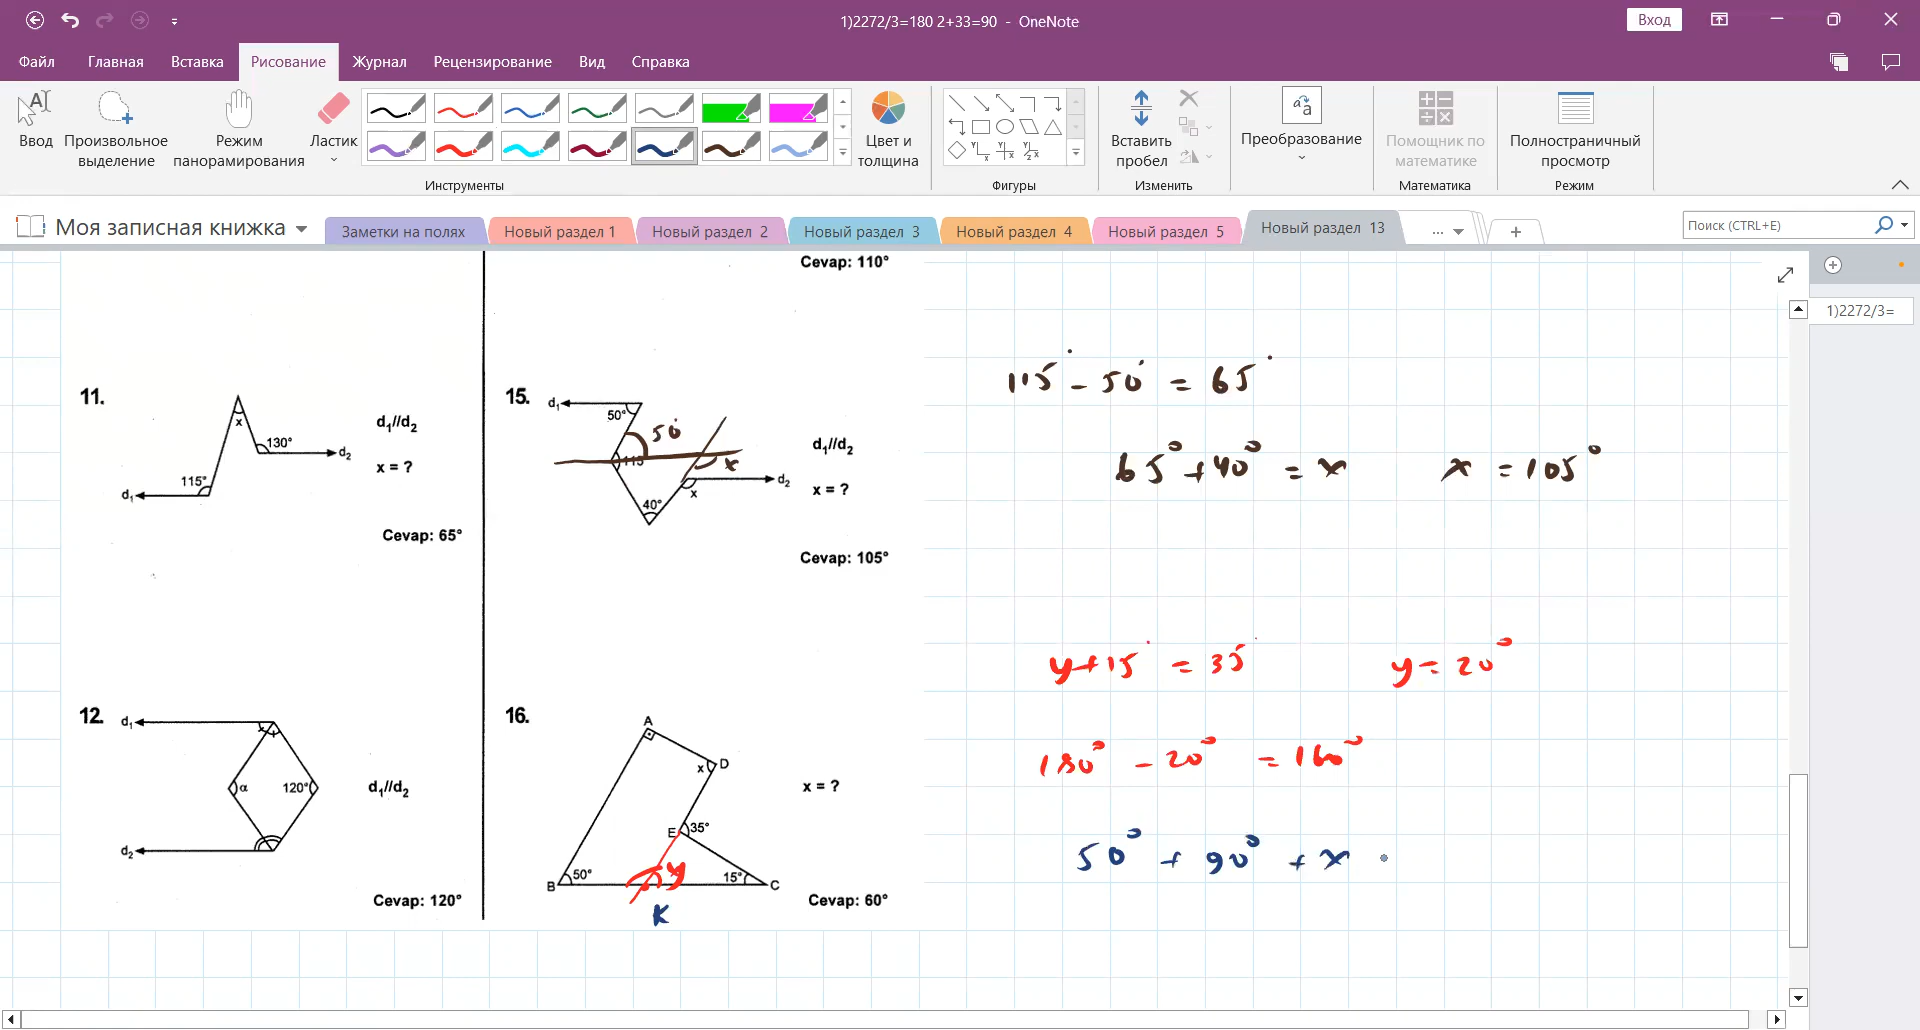 1)2272/3=180 2+33=90 - OneNote
Вход
Файл Главная Вставка Рисование Журнал Рецензирование Вид Справка
Ввод
Произвольное выделение
Режим панорамирования
Ластик
Цвет и толщина
Вставить пробел
Преобразование
Помощник по математике
Полностраничный просмотр
Инструменты Фигуры Изменить Математика Режим
Моя записная книжка
Заметки на полях Новый раздел 1 Новый раздел 2 Новый раздел 3 Новый раздел 4 Новый раздел 5 Новый раздел 13 ... +
Поиск (CTRL+E)
1)2272/3=
Cevap: 110°
11.
x
130°
d₂
115°
d₁
d₁//d₂
x = ?
Cevap: 65°
15.
d₁
50°
50°
115
x
d₂
40°
x
d₁//d₂
x = ?
Cevap: 105°
115° - 50° = 65°
65° + 40° = x x = 105°
12.
d₁
α
120°
d₂
d₁//d₂
Cevap: 120°
16.
A
x D
E 35°
B 50° y 15° C
K
x = ?
Cevap: 60°
y + 15° = 35° y = 20°
180° - 20° = 160°
50° + 90° + x